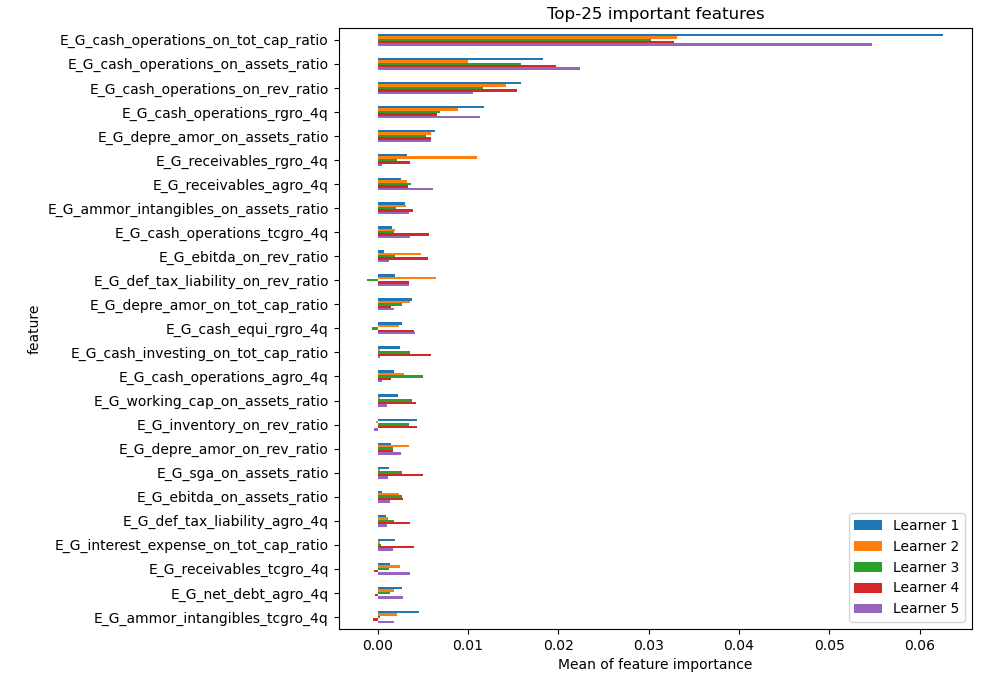 Top-25 important features
E_G_cash_operations_on_tot_cap_ratio
E_G_cash_operations_on_assets_ratio
E_G_cash_operations_on_rev_ratio
E_G_cash_operations_rgro_4q
E_G_depre_amor_on_assets_ratio
E_G_receivables_rgro_4q
E_G_receivables_agro_4q
E_G_ammor_intangibles_on_assets_ratio
E_G_cash_operations_tcgro_4q
E_G_ebitda_on_rev_ratio
E_G_def_tax_liability_on_rev_ratio
E_G_depre_amor_on_tot_cap_ratio
E_G_cash_equi_rgro_4q
E_G_cash_investing_on_tot_cap_ratio
E_G_cash_operations_agro_4q
E_G_working_cap_on_assets_ratio
E_G_inventory_on_rev_ratio
E_G_depre_amor_on_rev_ratio
E_G_sga_on_assets_ratio
E_G_ebitda_on_assets_ratio
E_G_def_tax_liability_agro_4q
E_G_interest_expense_on_tot_cap_ratio
E_G_receivables_tcgro_4q
E_G_net_debt_agro_4q
E_G_ammor_intangibles_tcgro_4q
feature
Learner 1
Learner 2
Learner 3
Learner 4
Learner 5
0.00 0.01 0.02 0.03 0.04 0.05 0.06
Mean of feature importance